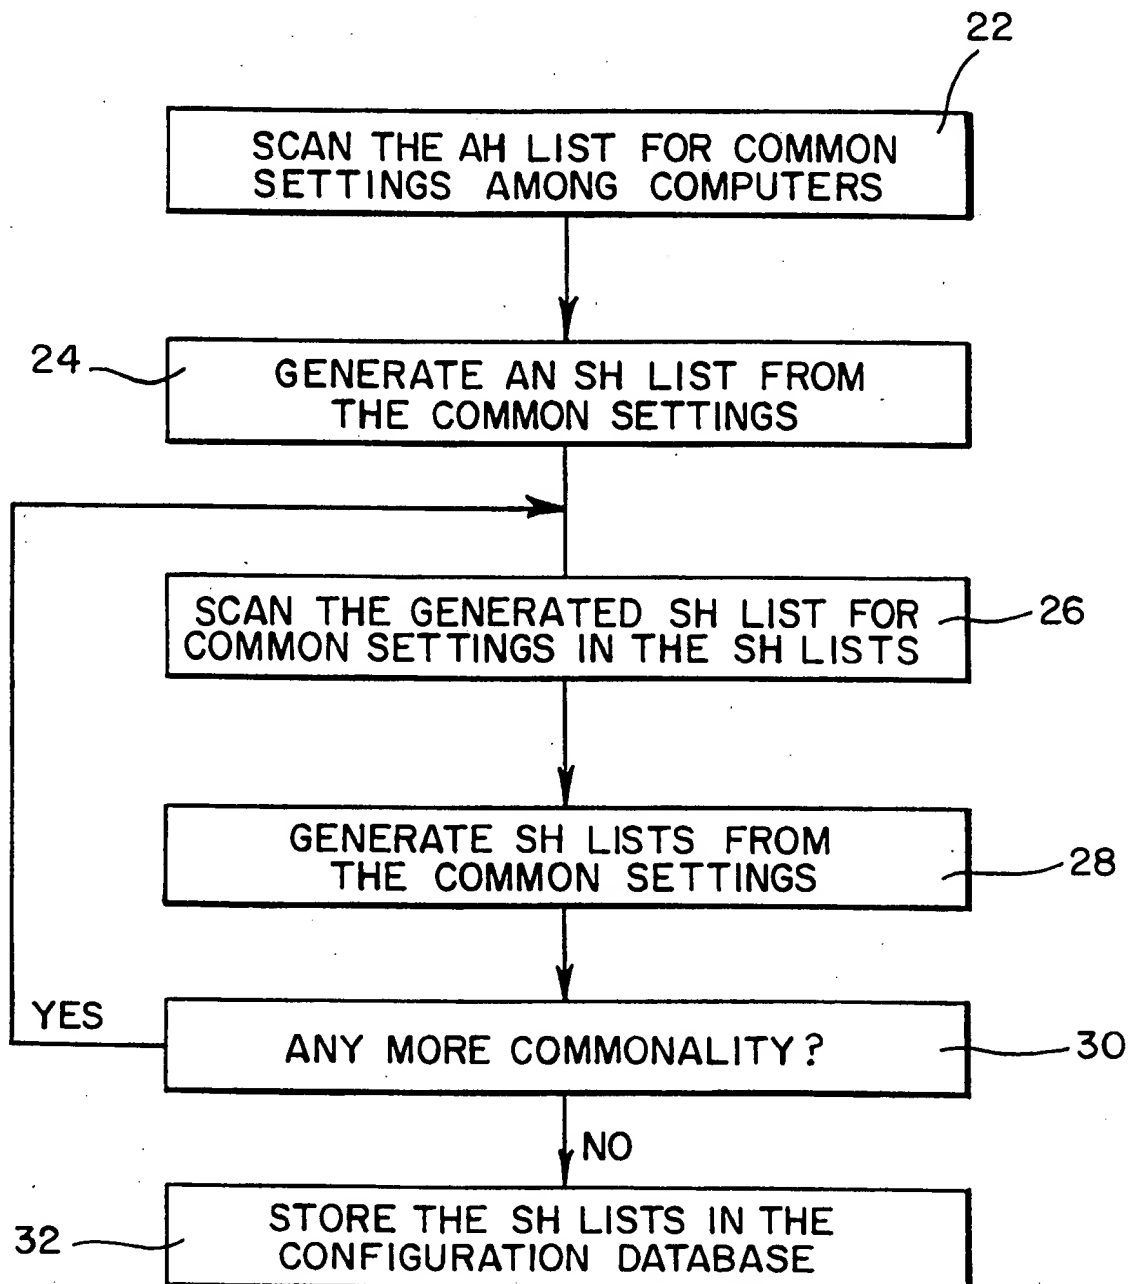 22
SCAN THE AH LIST FOR COMMON
SETTINGS AMONG COMPUTERS
24
GENERATE AN SH LIST FROM
THE COMMON SETTINGS
SCAN THE GENERATED SH LIST FOR
COMMON SETTINGS IN THE SH LISTS
26
GENERATE SH LISTS FROM
THE COMMON SETTINGS
28
YES
ANY MORE COMMONALITY?
30
NO
STORE THE SH LISTS IN THE
CONFIGURATION DATABASE
32